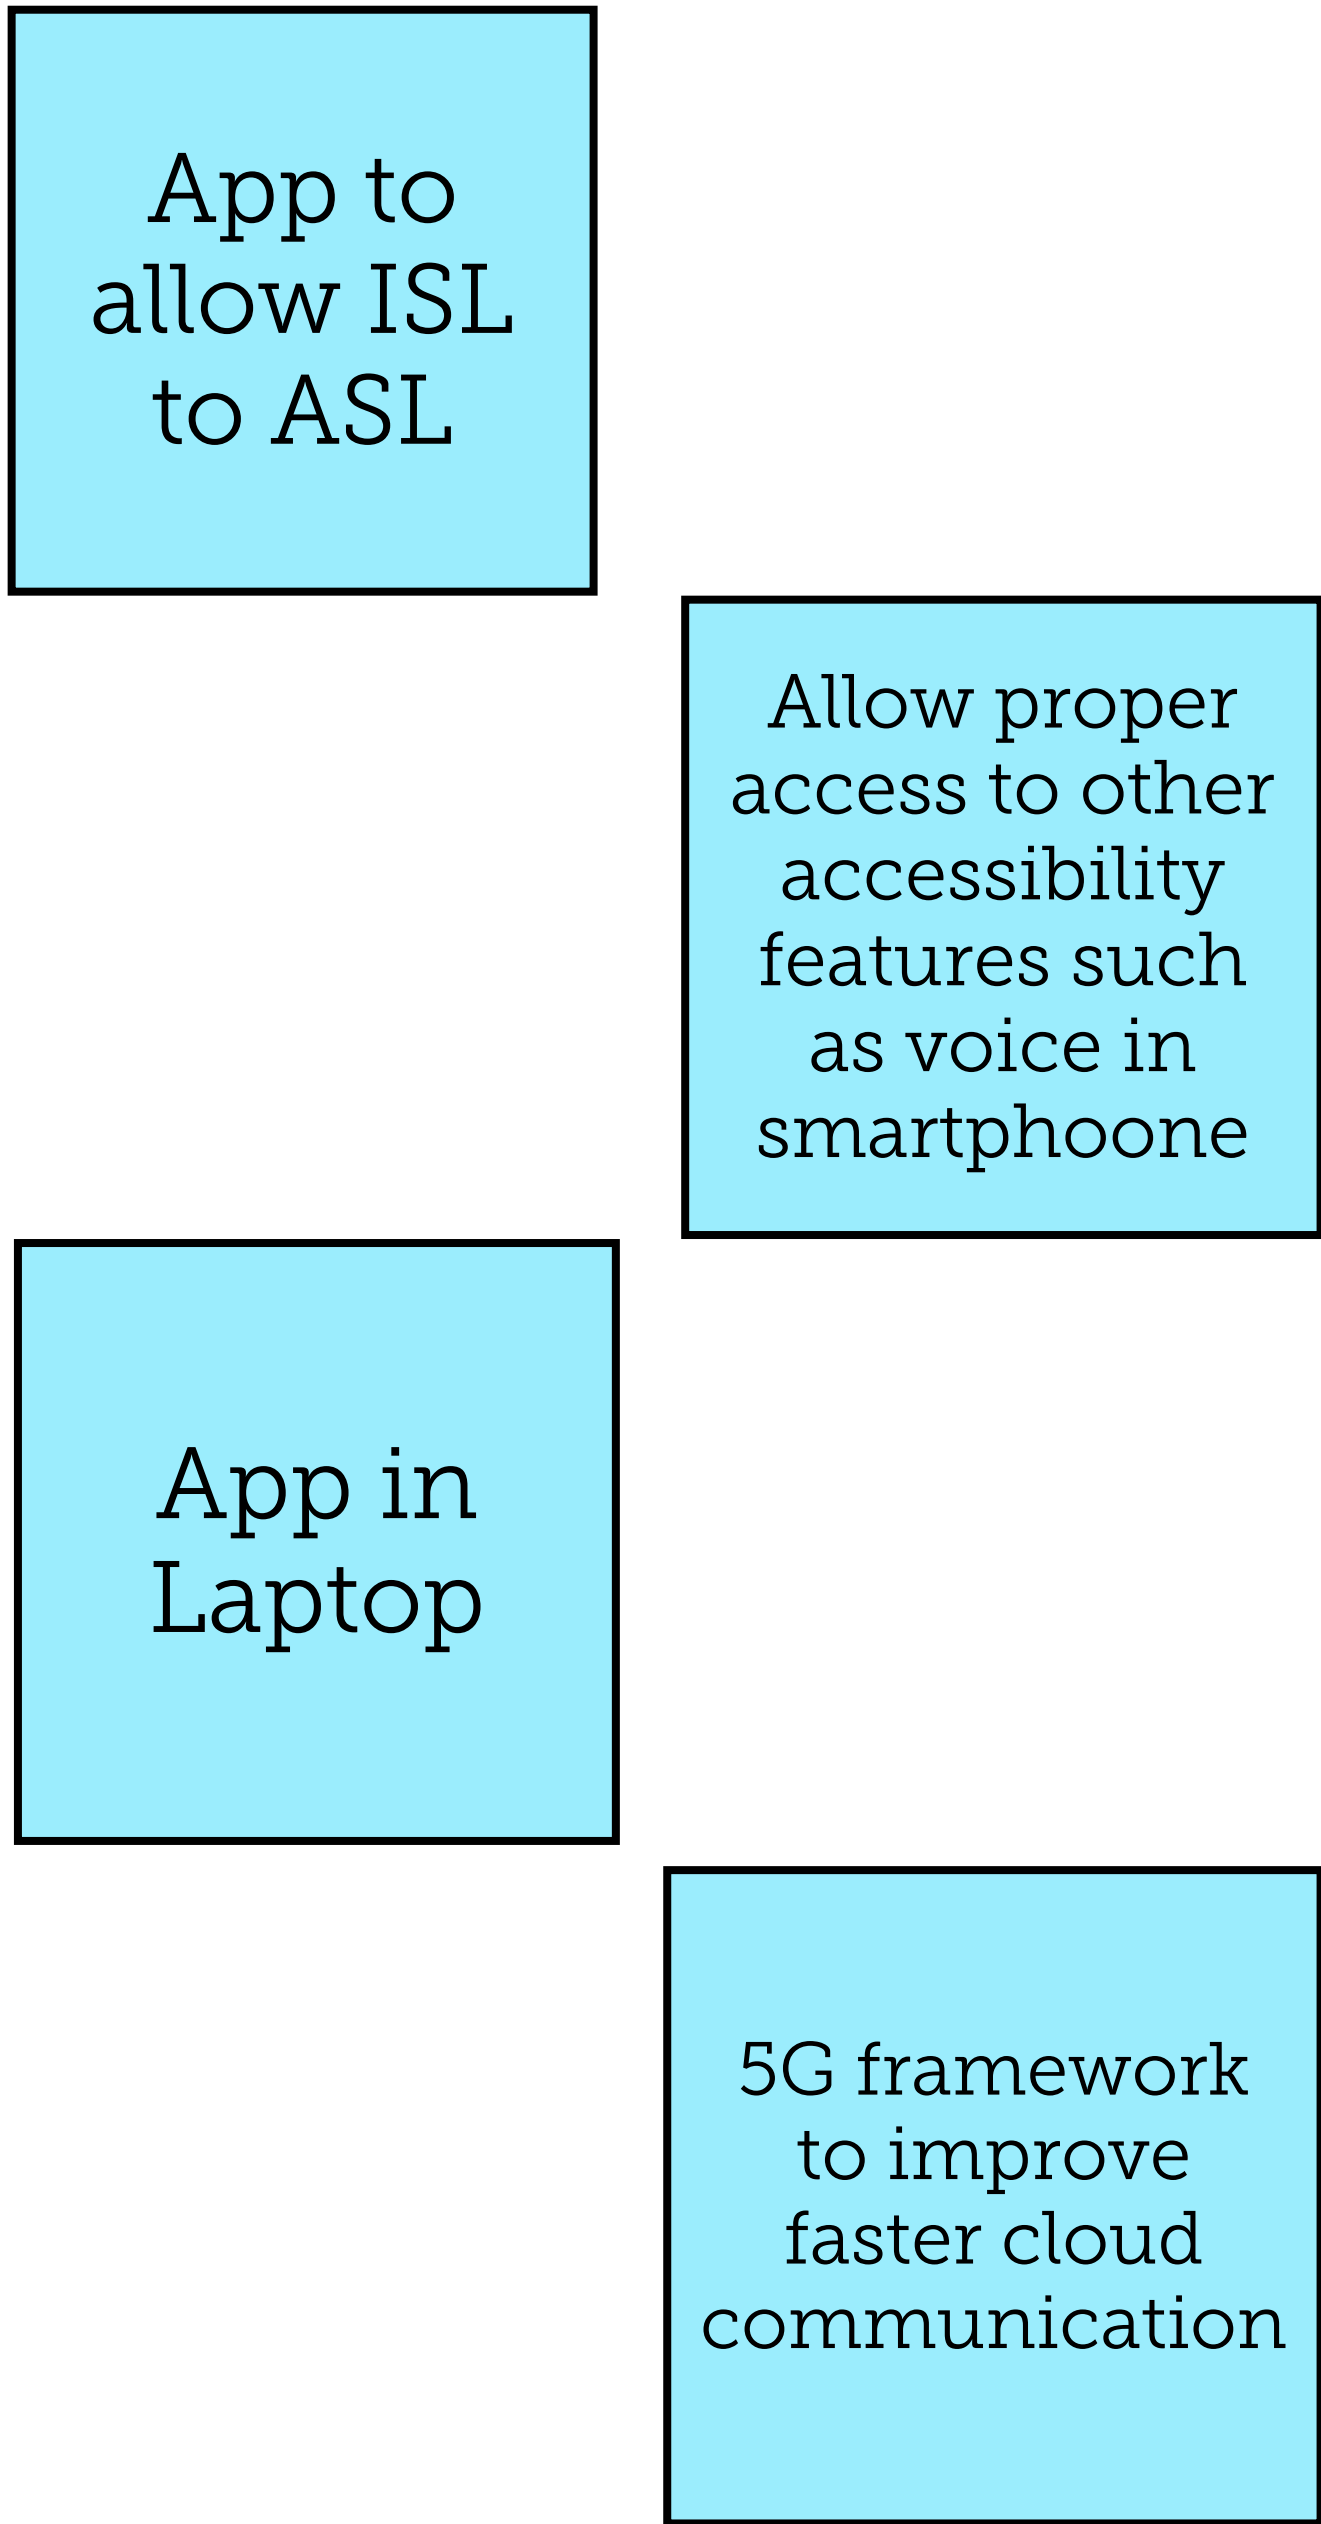 App to
allow ISL
to ASL
Allow proper
access to other
accessibility
features such
as voice in
smartphoone
App in
Laptop
5G framework
to improve
faster cloud
communication